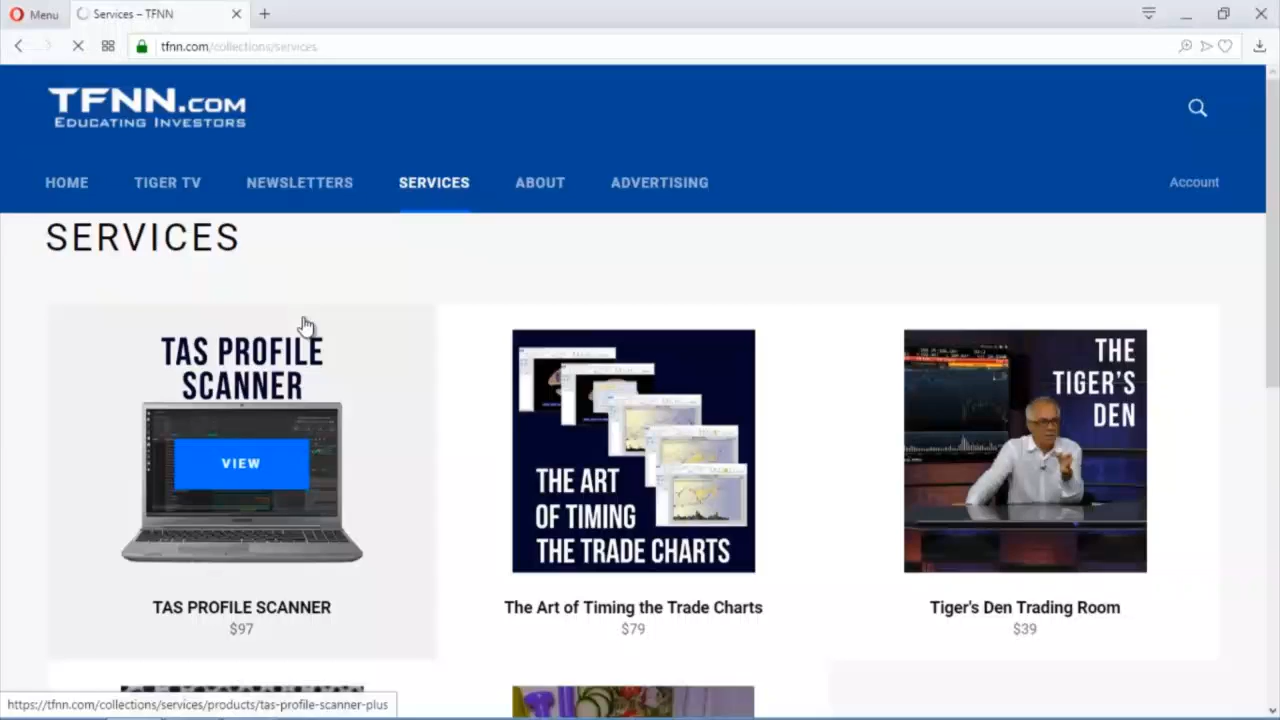 Menu
Services – TFNN
tfnn.com/collections/services
TFNN.COM
EDUCATING INVESTORS
HOME
TIGER TV
NEWSLETTERS
SERVICES
ABOUT
ADVERTISING
Account
SERVICES
TAS PROFILE
SCANNER
VIEW
TAS PROFILE SCANNER
$97
THE ART
OF TIMING
THE TRADE CHARTS
The Art of Timing the Trade Charts
$79
THE
TIGER'S
DEN
Tiger's Den Trading Room
$39
https://tfnn.com/collections/services/products/tas-profile-scanner-plus